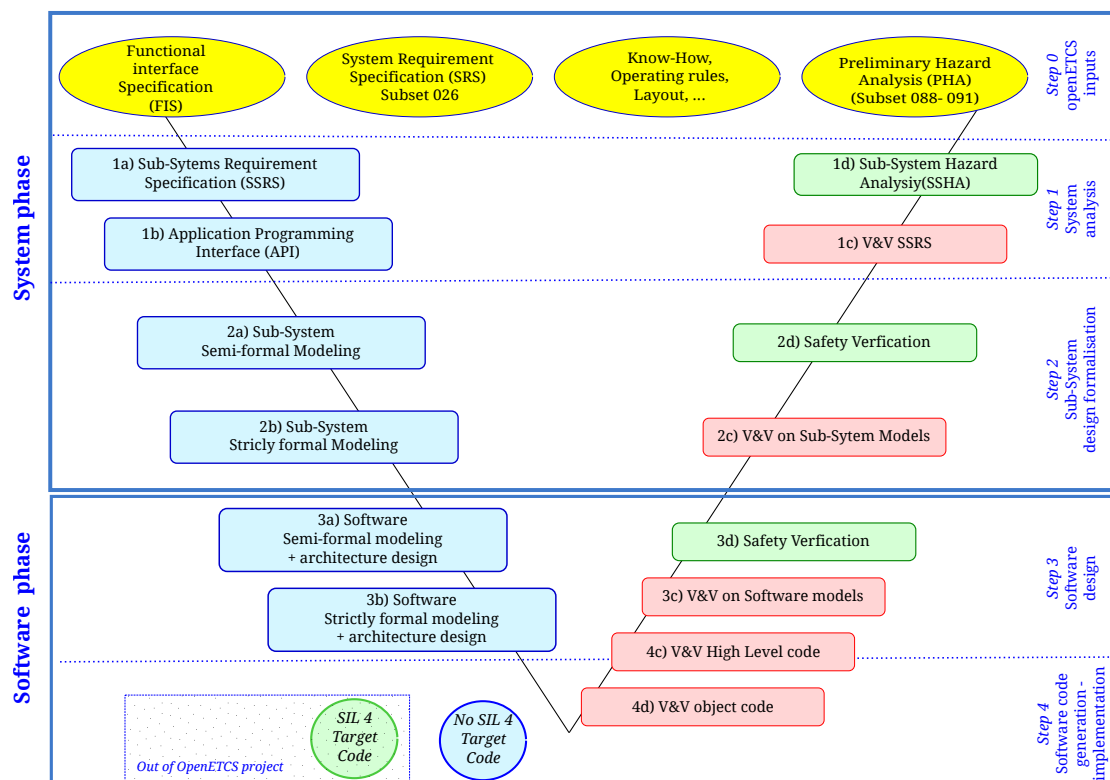 Functional
interface
Specification
(FIS)
System Requirement
Specification (SRS)
Subset 026
Know-How,
Operating rules,
Layout, ...
Preliminary Hazard
Analysis (PHA)
(Subset 088- 091)
Step 0
openETCS
inputs
System phase
1a) Sub-Sytems Requirement
Specification (SSRS)
1d) Sub-System Hazard
Analysiy(SSHA)
1b) Application Programming
Interface (API)
1c) V&V SSRS
Step 1
System
analysis
2a) Sub-System
Semi-formal Modeling
2d) Safety Verfication
2b) Sub-System
Stricly formal Modeling
2c) V&V on Sub-Sytem Models
Step 2
Sub-System
design formalisation
Software phase
3a) Software
Semi-formal modeling
+ architecture design
3d) Safety Verfication
3b) Software
Strictly formal modeling
+ architecture design
3c) V&V on Software models
Step 3
Software
design
4c) V&V High Level code
4d) V&V object code
SIL 4
Target
Code
No SIL 4
Target
Code
Out of OpenETCS project
Step 4
Software code
generation -
implementation